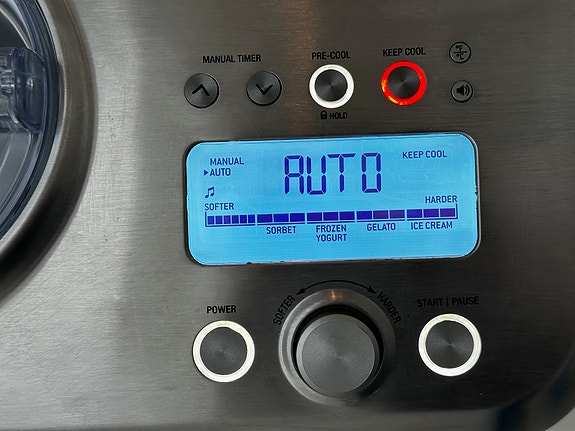 MANUAL TIMER
PRE-COOL
KEEP COOL
°F
°C
HOLD
MANUAL
AUTO
AUTO
KEEP COOL
SOFTER
HARDER
SORBET
FROZEN
YOGURT
GELATO
ICE CREAM
POWER
SOFTER
HARDER
START | PAUSE